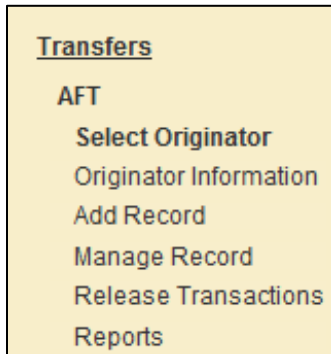 Transfers
AFT
Select Originator
Originator Information
Add Record
Manage Record
Release Transactions
Reports